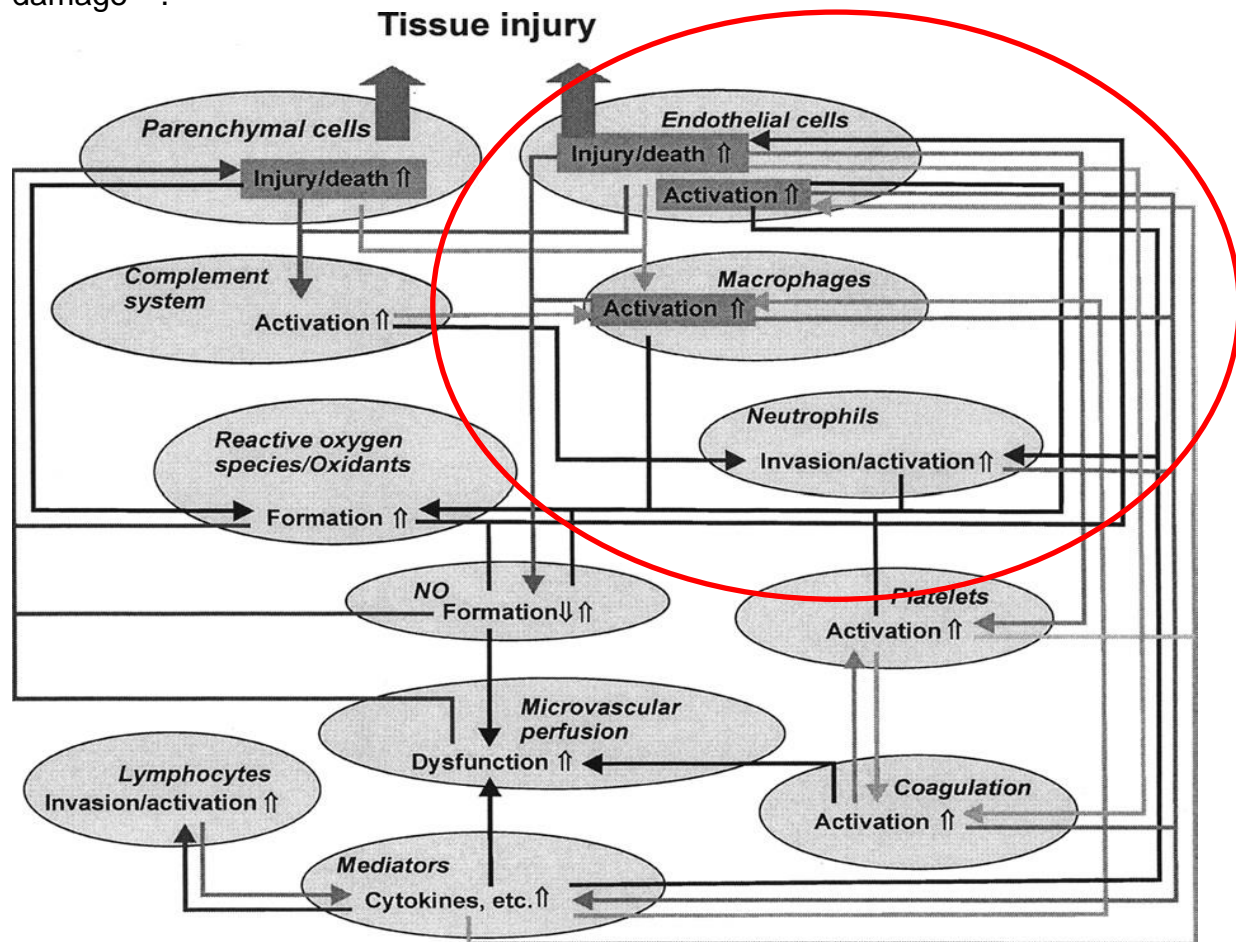 damage
Tissue injury
Parenchymal cells
Injury/death ⇑
Endothelial cells
Injury/death ⇑
Activation ⇑
Complement
system
Activation ⇑
Macrophages
Activation ⇑
Neutrophils
Invasion/activation ⇑
Reactive oxygen
species/Oxidants
Formation ⇑
NO
Formation⇓⇑
Platelets
Activation ⇑
Microvascular
perfusion
Dysfunction ⇑
Lymphocytes
Invasion/activation ⇑
Coagulation
Activation ⇑
Mediators
Cytokines, etc.⇑